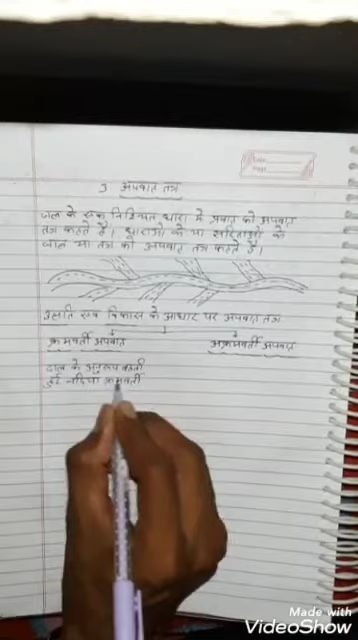 3 अपवाह तंत्र
जल के एक निश्चित धारा मे प्रवाह को अपवाह
तंत्र कहते है। धाराओ के या सरिताओ के
जाल या तंत्र को अपवाह तंत्र कहते है।
उत्पति एवं विकास के आधार पर अपवाह तंत्र
क्रमवर्ती अपवाह अक्रमवर्ती अपवाह
ढाल के अनुरूप बहती
हुई नदिया क्रमवर्ती
Made with
VideoShow